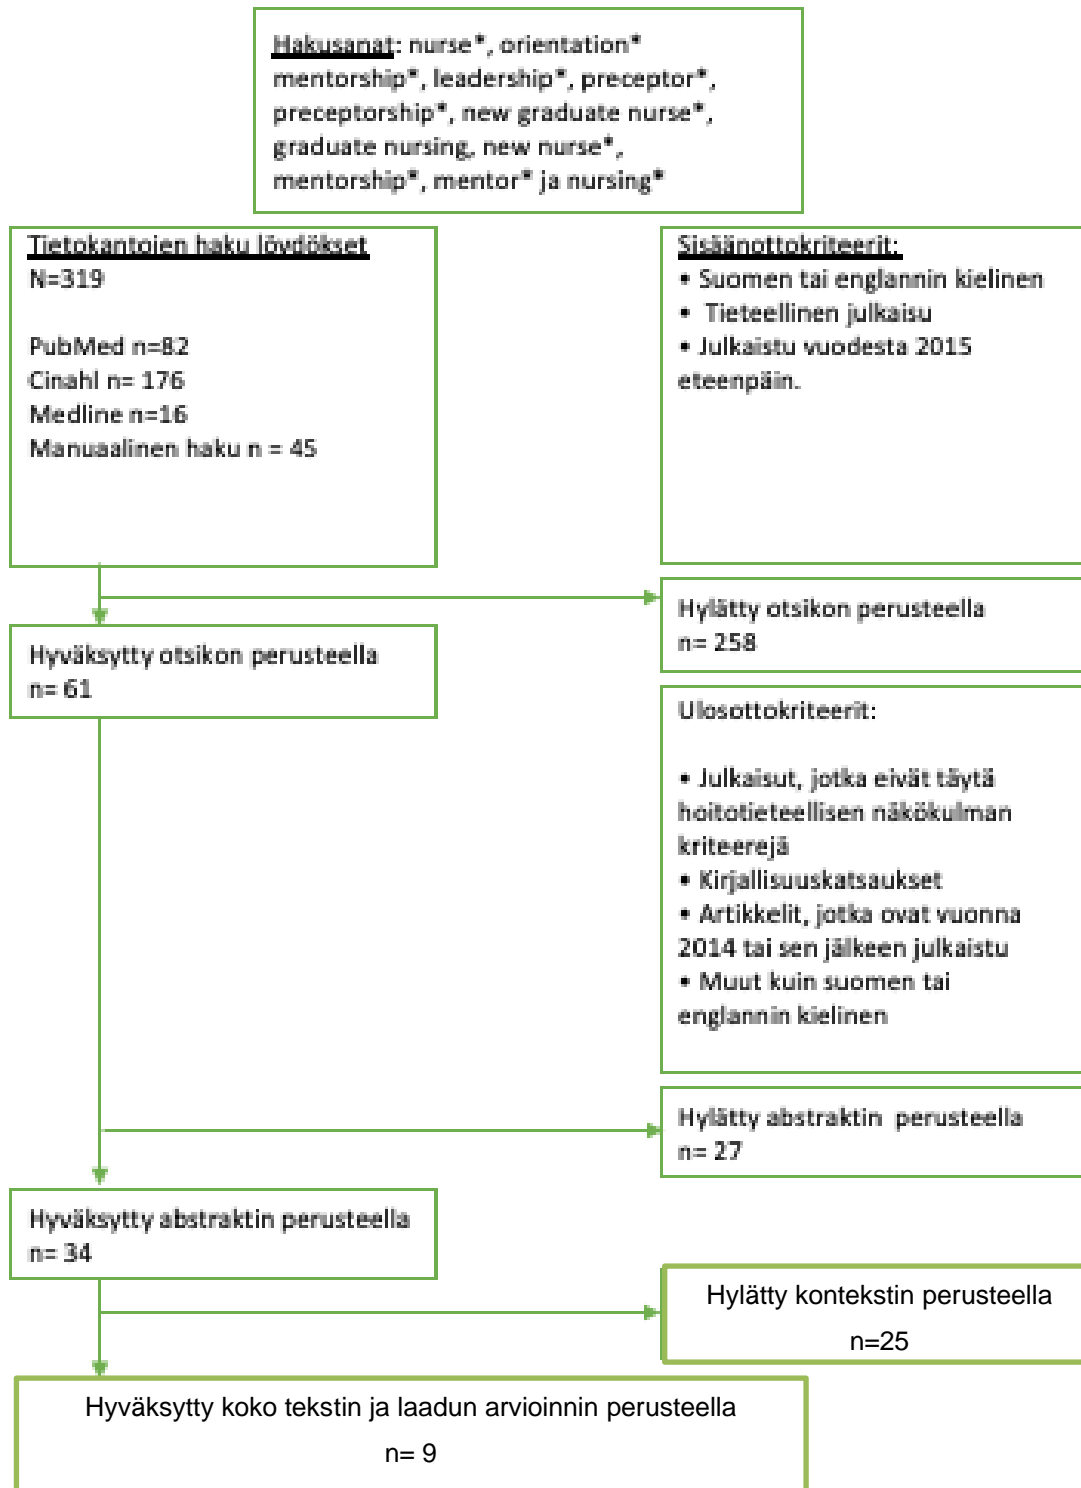 Hakusanat: nurse*, orientation*
mentorship*, leadership*, preceptor*,
preceptorship*, new graduate nurse*,
graduate nursing, new nurse*,
mentorship*, mentor* ja nursing*
Tietokantojen haku löydökset
N=319
PubMed n=82
Cinahl n= 176
Medline n=16
Manuaalinen haku n = 45
Sisäänottokriteerit:
• Suomen tai englannin kielinen
• Tieteellinen julkaisu
• Julkaistu vuodesta 2015
eteenpäin.
Hylätty otsikon perusteella
n= 258
Hyväksytty otsikon perusteella
n= 61
Ulosottokriteerit:
• Julkaisut, jotka eivät täytä
hoitotieteellisen näkökulman
kriteerejä
• Kirjallisuuskatsaukset
• Artikkelit, jotka ovat vuonna
2014 tai sen jälkeen julkaistu
• Muut kuin suomen tai
englannin kielinen
Hylätty abstraktin perusteella
n= 27
Hyväksytty abstraktin perusteella
n= 34
Hylätty kontekstin perusteella
n=25
Hyväksytty koko tekstin ja laadun arvioinnin perusteella
n= 9